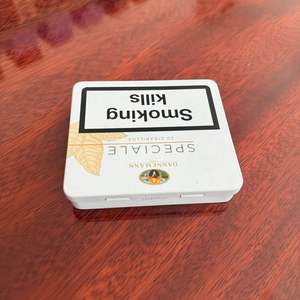 DANNEMANN
SPECIALE
20 CIGARILLOS
Smoking
kills